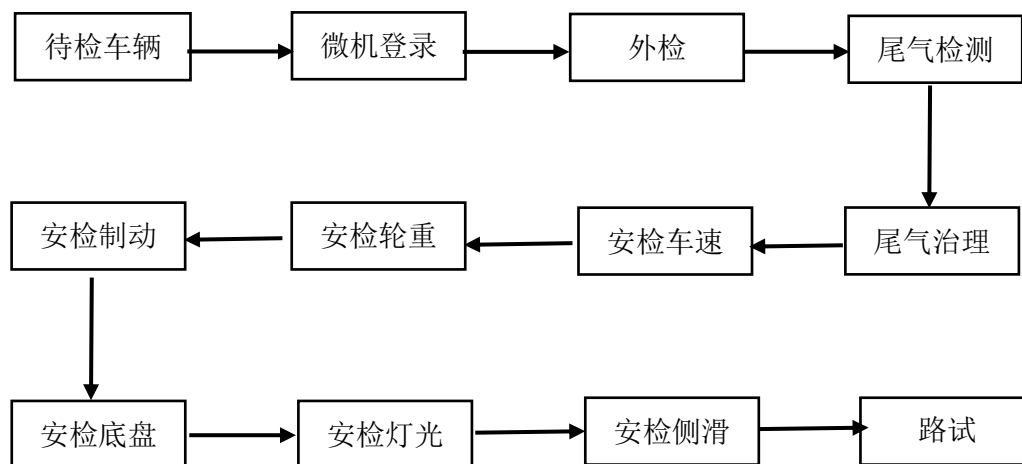 待检车辆
微机登录
外检
尾气检测
安检制动
安检轮重
安检车速
尾气治理
安检底盘
安检灯光
安检侧滑
路试